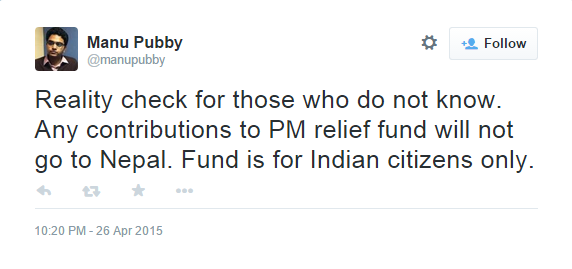 Manu Pubby
@manupubby
Follow
Reality check for those who do not know.
Any contributions to PM relief fund will not
go to Nepal. Fund is for Indian citizens only.
10:20 PM - 26 Apr 2015